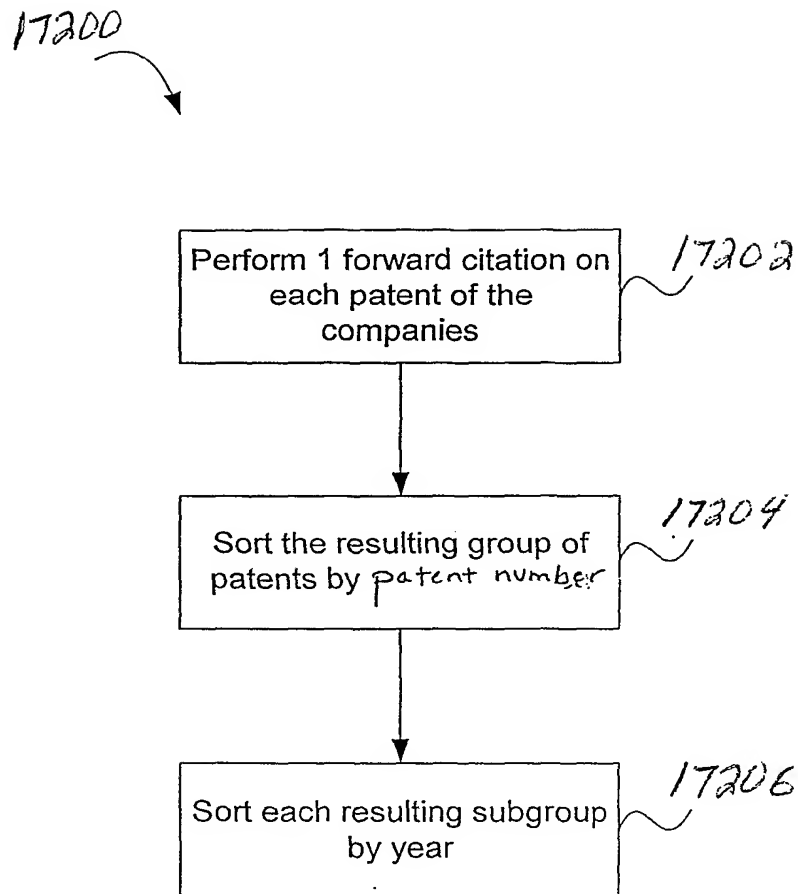 17200
Perform 1 forward citation on
each patent of the
companies
17202
Sort the resulting group of
patents by patent number
17204
Sort each resulting subgroup
by year
17206